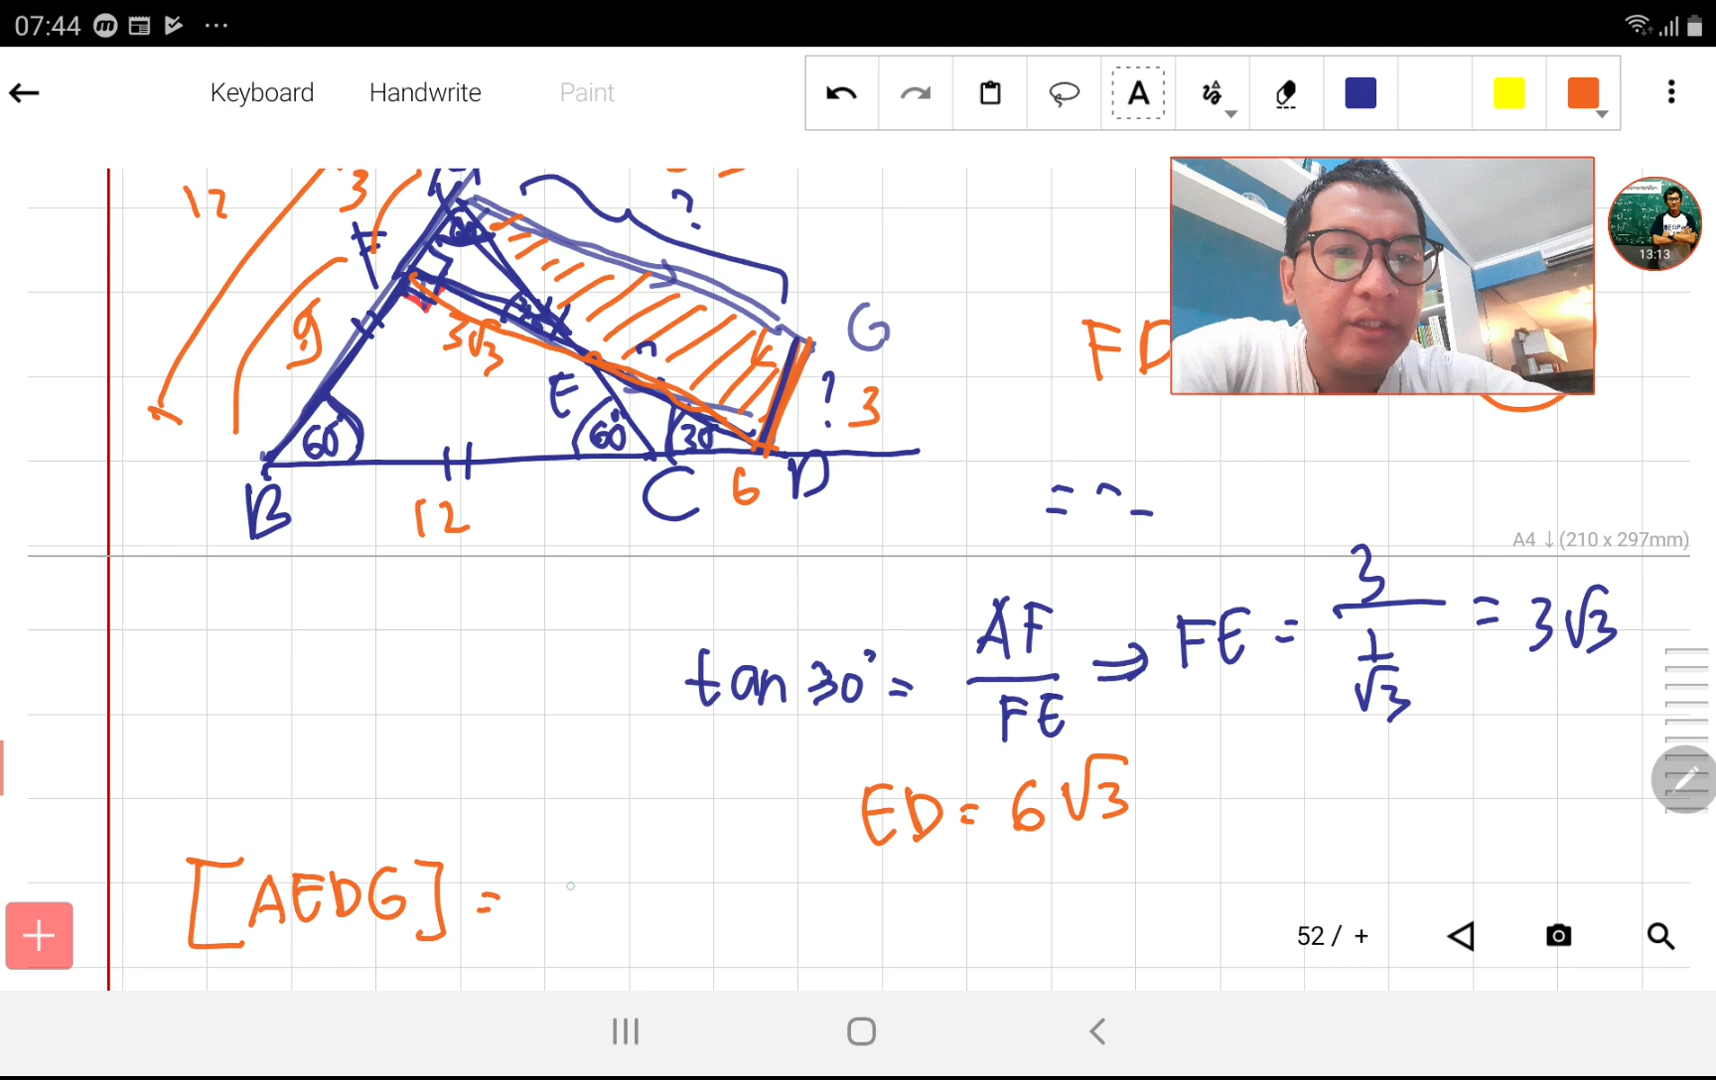 07:44
Keyboard Handwrite Paint
A
12
3
?
F
G
9
3√3
E
? 3
FD
60° 60° 30°
B
C 6 D
12
=
A4 ↓(210 x 297mm)
tan 30° = AF/FE ⇒ FE = 3/(1/√3) = 3√3
ED = 6√3
[AEDG] =
52 / +
13:13